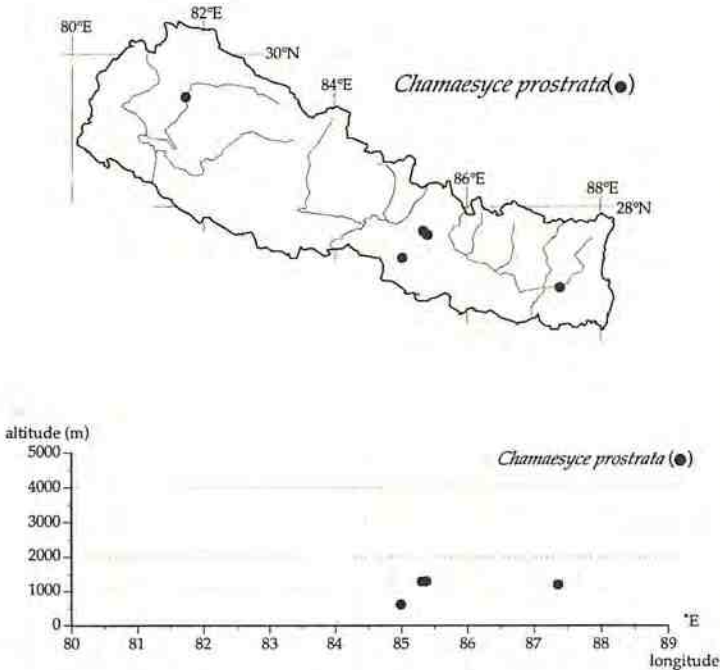 80°E
82°E
30°N
84°E
Chamaesyce prostrata(●)
86°E
88°E
28°N
altitude (m)
5000
Chamaesyce prostrata (●)
4000
3000
2000
1000
0
80 81 82 83 84 85 86 87 88 89
°E
longitude